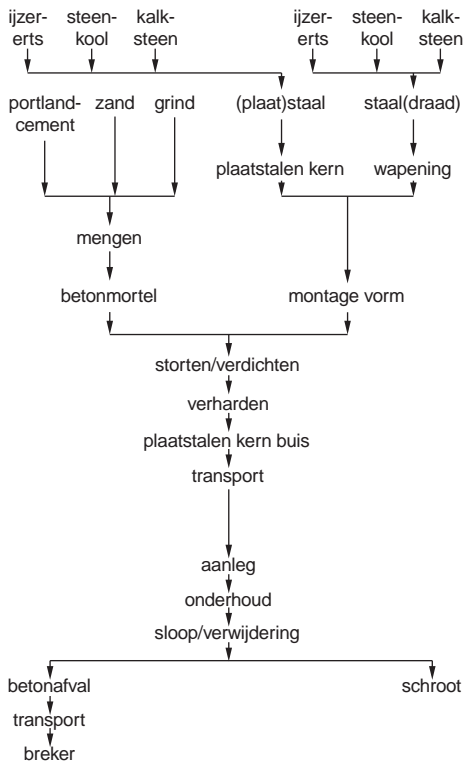 ijzer- steen- kalk- ijzer- steen- kalk-
erts kool steen erts kool steen
portland- zand grind (plaat)staal staal(draad)
cement
plaatstalen kern wapening
mengen
betonmortel montage vorm
storten/verdichten
verharden
plaatstalen kern buis
transport
aanleg
onderhoud
sloop/verwijdering
betonafval schroot
transport
breker